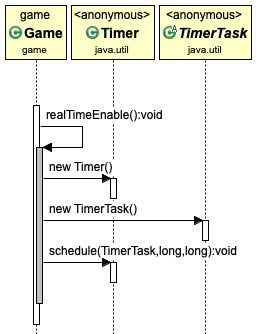 game
Game
game
<anonymous>
Timer
java.util
<anonymous>
TimerTask
java.util
realTimeEnable():void
new Timer()
new TimerTask()
schedule(TimerTask,long,long):void